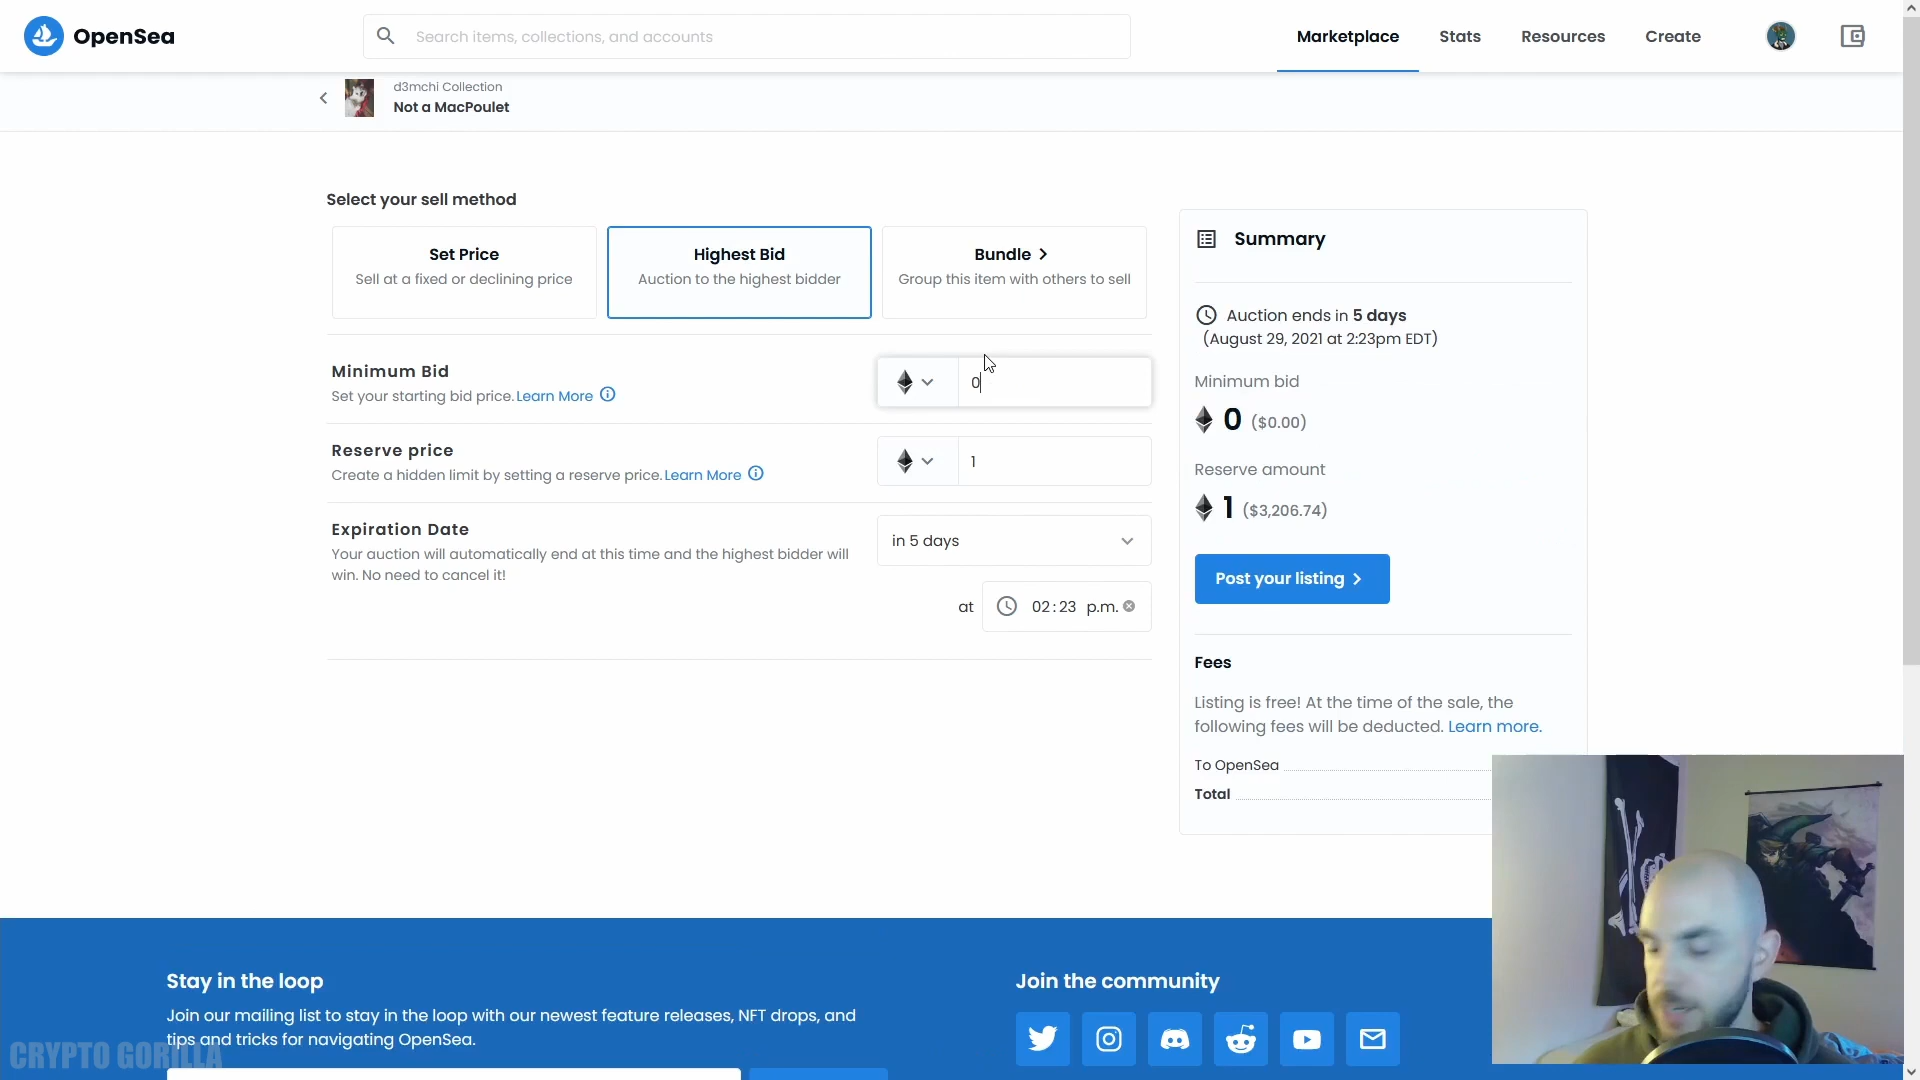 OpenSea
Search items, collections, and accounts
Marketplace
Stats
Resources
Create
d3mchi Collection
Not a MacPoulet
Select your sell method
Set Price
Sell at a fixed or declining price
Highest Bid
Auction to the highest bidder
Bundle
Group this item with others to sell
Minimum Bid
Set your starting bid price. Learn More
0
Reserve price
Create a hidden limit by setting a reserve price. Learn More
1
Expiration Date
Your auction will automatically end at this time and the highest bidder will
win. No need to cancel it!
in 5 days
at
02:23 p.m.
Summary
Auction ends in 5 days
(August 29, 2021 at 2:23pm EDT)
Minimum bid
0 ($0.00)
Reserve amount
1 ($3,206.74)
Post your listing
Fees
Listing is free! At the time of the sale, the
following fees will be deducted. Learn more.
To OpenSea
Total
Stay in the loop
Join our mailing list to stay in the loop with our newest feature releases, NFT drops, and
tips and tricks for navigating OpenSea.
Join the community
CRYPTO GORILLA